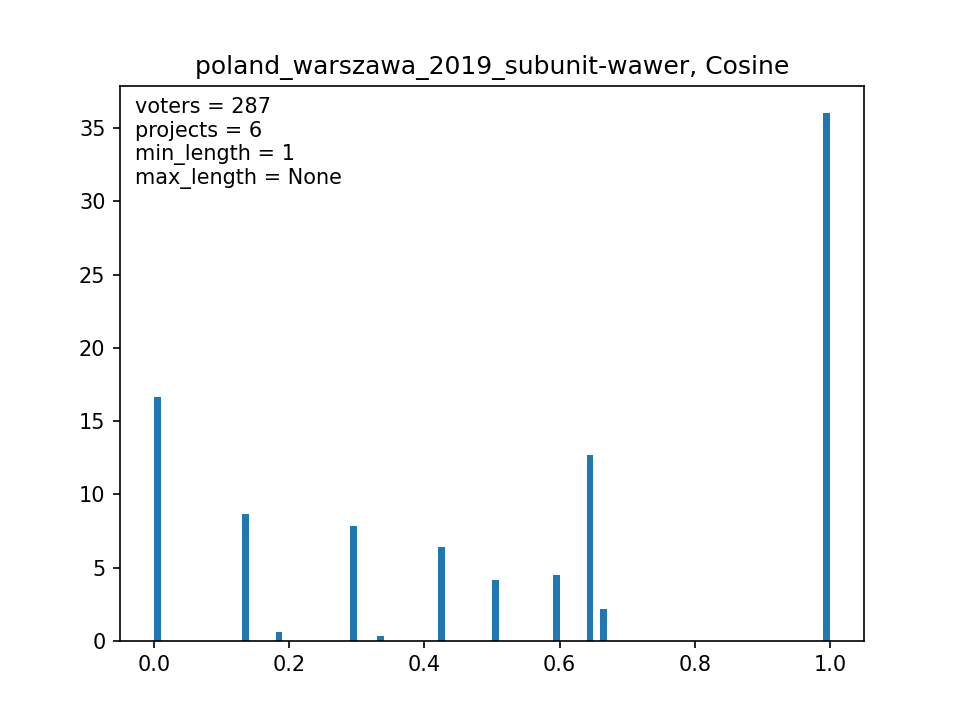 poland_warszawa_2019_subunit-wawer, Cosine
voters = 287
projects = 6
min_length = 1
max_length = None
35
30
25
20
15
10
5
0
0.0 0.2 0.4 0.6 0.8 1.0